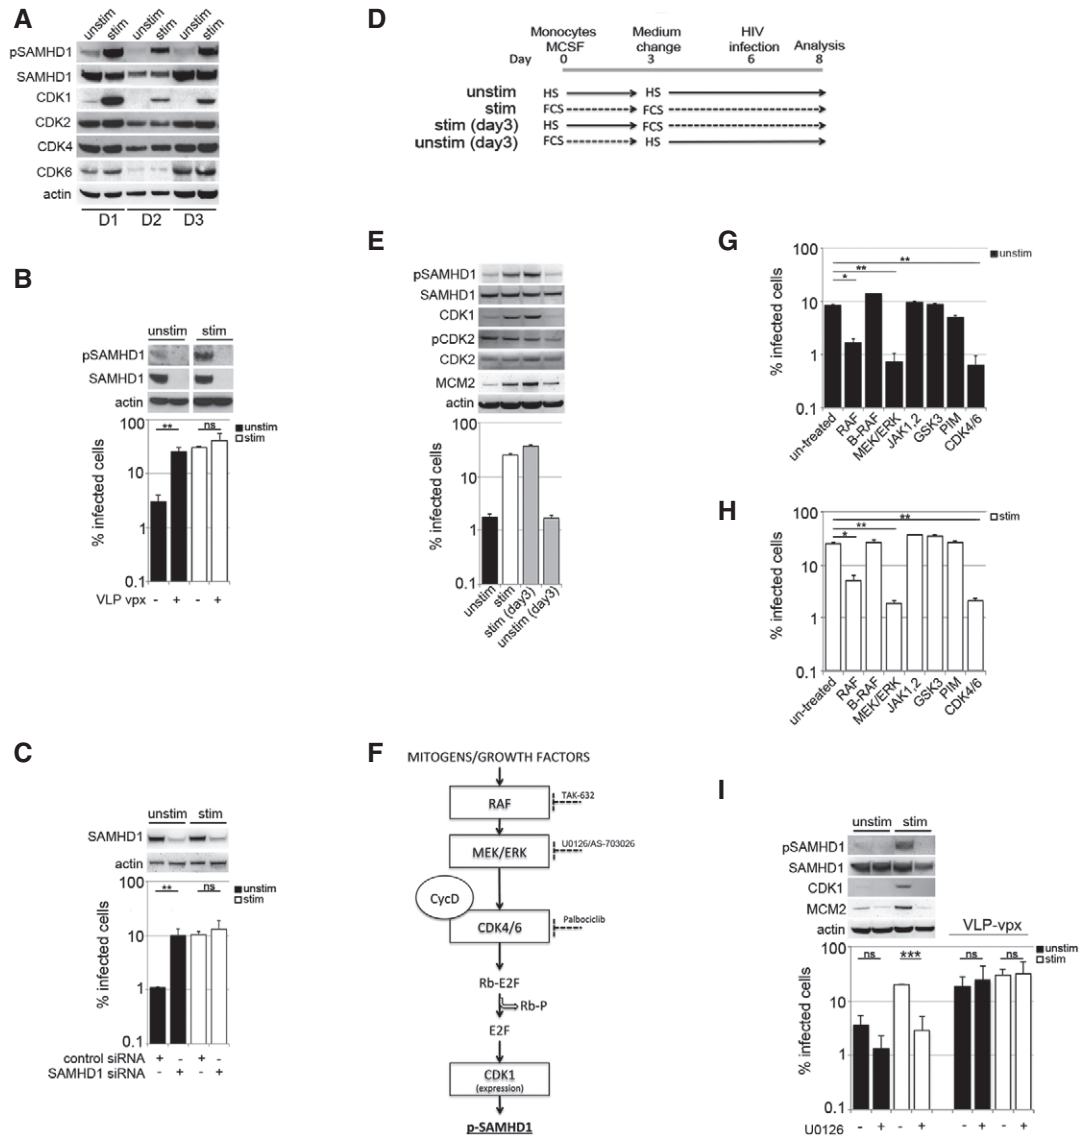 A
unstim stim unstim stim unstim stim
pSAMHD1
SAMHD1
CDK1
CDK2
CDK4
CDK6
actin
D1 D2 D3
B
unstim stim
pSAMHD1
SAMHD1
actin
100
10
1
0.1
% infected cells
** ns
unstim
stim
VLP vpx - + - +
C
unstim stim
SAMHD1
actin
100
10
1
0.1
% infected cells
** ns
unstim
stim
control siRNA + - + -
SAMHD1 siRNA - + - +
D
Monocytes Medium HIV
MCSF change infection Analysis
Day 0 3 6 8
unstim HS HS
stim FCS FCS
stim (day3) HS FCS
unstim (day3) FCS HS
E
pSAMHD1
SAMHD1
CDK1
pCDK2
CDK2
MCM2
actin
100
10
1
0.1
% infected cells
unstim
stim
stim (day3)
unstim (day3)
F
MITOGENS/GROWTH FACTORS
RAF TAK-632
MEK/ERK U0126/AS-703026
CycD
CDK4/6 Palbociclib
Rb-E2F
Rb-P
E2F
CDK1
(expression)
p-SAMHD1
G
100
10
1
0.1
% infected cells
**
**
*
unstim
un-treated
RAF
B-RAF
MEK/ERK
JAK1,2
GSK3
PIM
CDK4/6
H
100
10
1
0.1
% infected cells
**
**
*
stim
un-treated
RAF
B-RAF
MEK/ERK
JAK1,2
GSK3
PIM
CDK4/6
I
unstim stim
pSAMHD1
SAMHD1
CDK1
MCM2
actin
VLP-vpx
100
10
1
0.1
% infected cells
ns *** ns ns
unstim
stim
U0126 - + - + - + - +